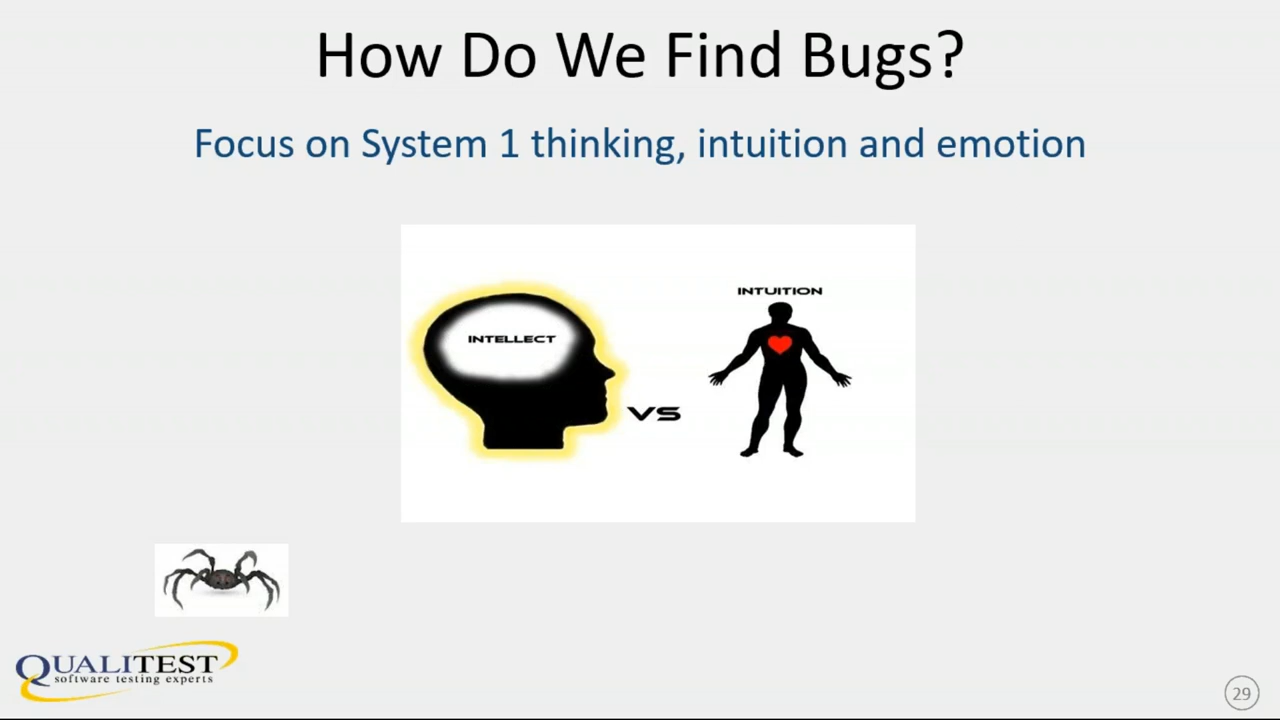 How Do We Find Bugs?
Focus on System 1 thinking, intuition and emotion
INTUITION
INTELLECT
VS
QUALITEST
software testing experts
29